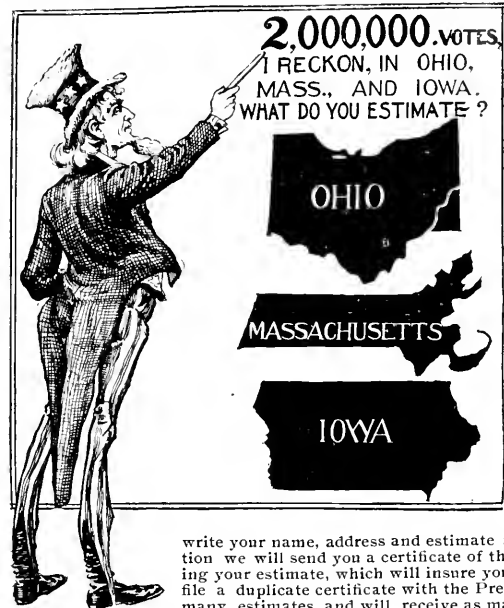 2,000,000. VOTES,
I RECKON, IN OHIO,
MASS., AND IOWA.
WHAT DO YOU ESTIMATE?
OHIO
MASSACHUSETTS
IOWA
write your name, address and estimate
tion we will send you a certificate of th
ing your estimate, which will insure you
file a duplicate certificate with the Pre
many estimates and will receive as m